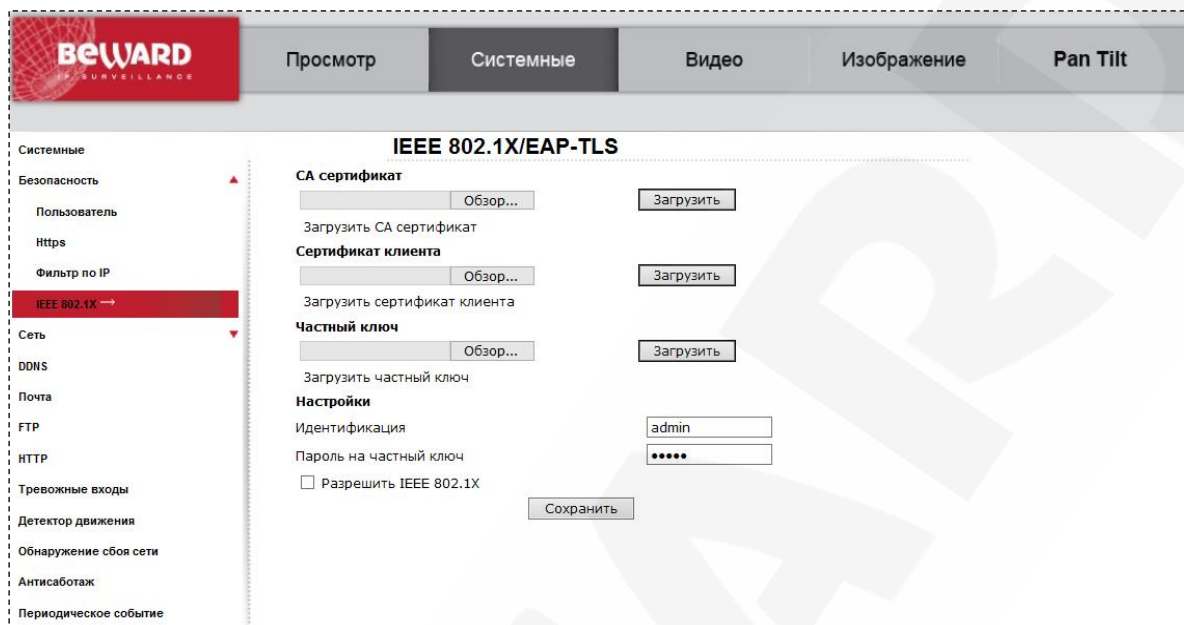 BEWARD
IP SURVEILLANCE
Просмотр
Системные
Видео
Изображение
Pan Tilt
Системные
Безопасность
Пользователь
Https
Фильтр по IP
IEEE 802.1X →
Сеть
DDNS
Почта
FTP
HTTP
Тревожные входы
Детектор движения
Обнаружение сбоя сети
Антисаботаж
Периодическое событие
IEEE 802.1X/EAP-TLS
CA сертификат
Обзор... Загрузить
Загрузить CA сертификат
Сертификат клиента
Обзор... Загрузить
Загрузить сертификат клиента
Частный ключ
Обзор... Загрузить
Загрузить частный ключ
Настройки
Идентификация admin
Пароль на частный ключ •••••
Разрешить IEEE 802.1X
Сохранить